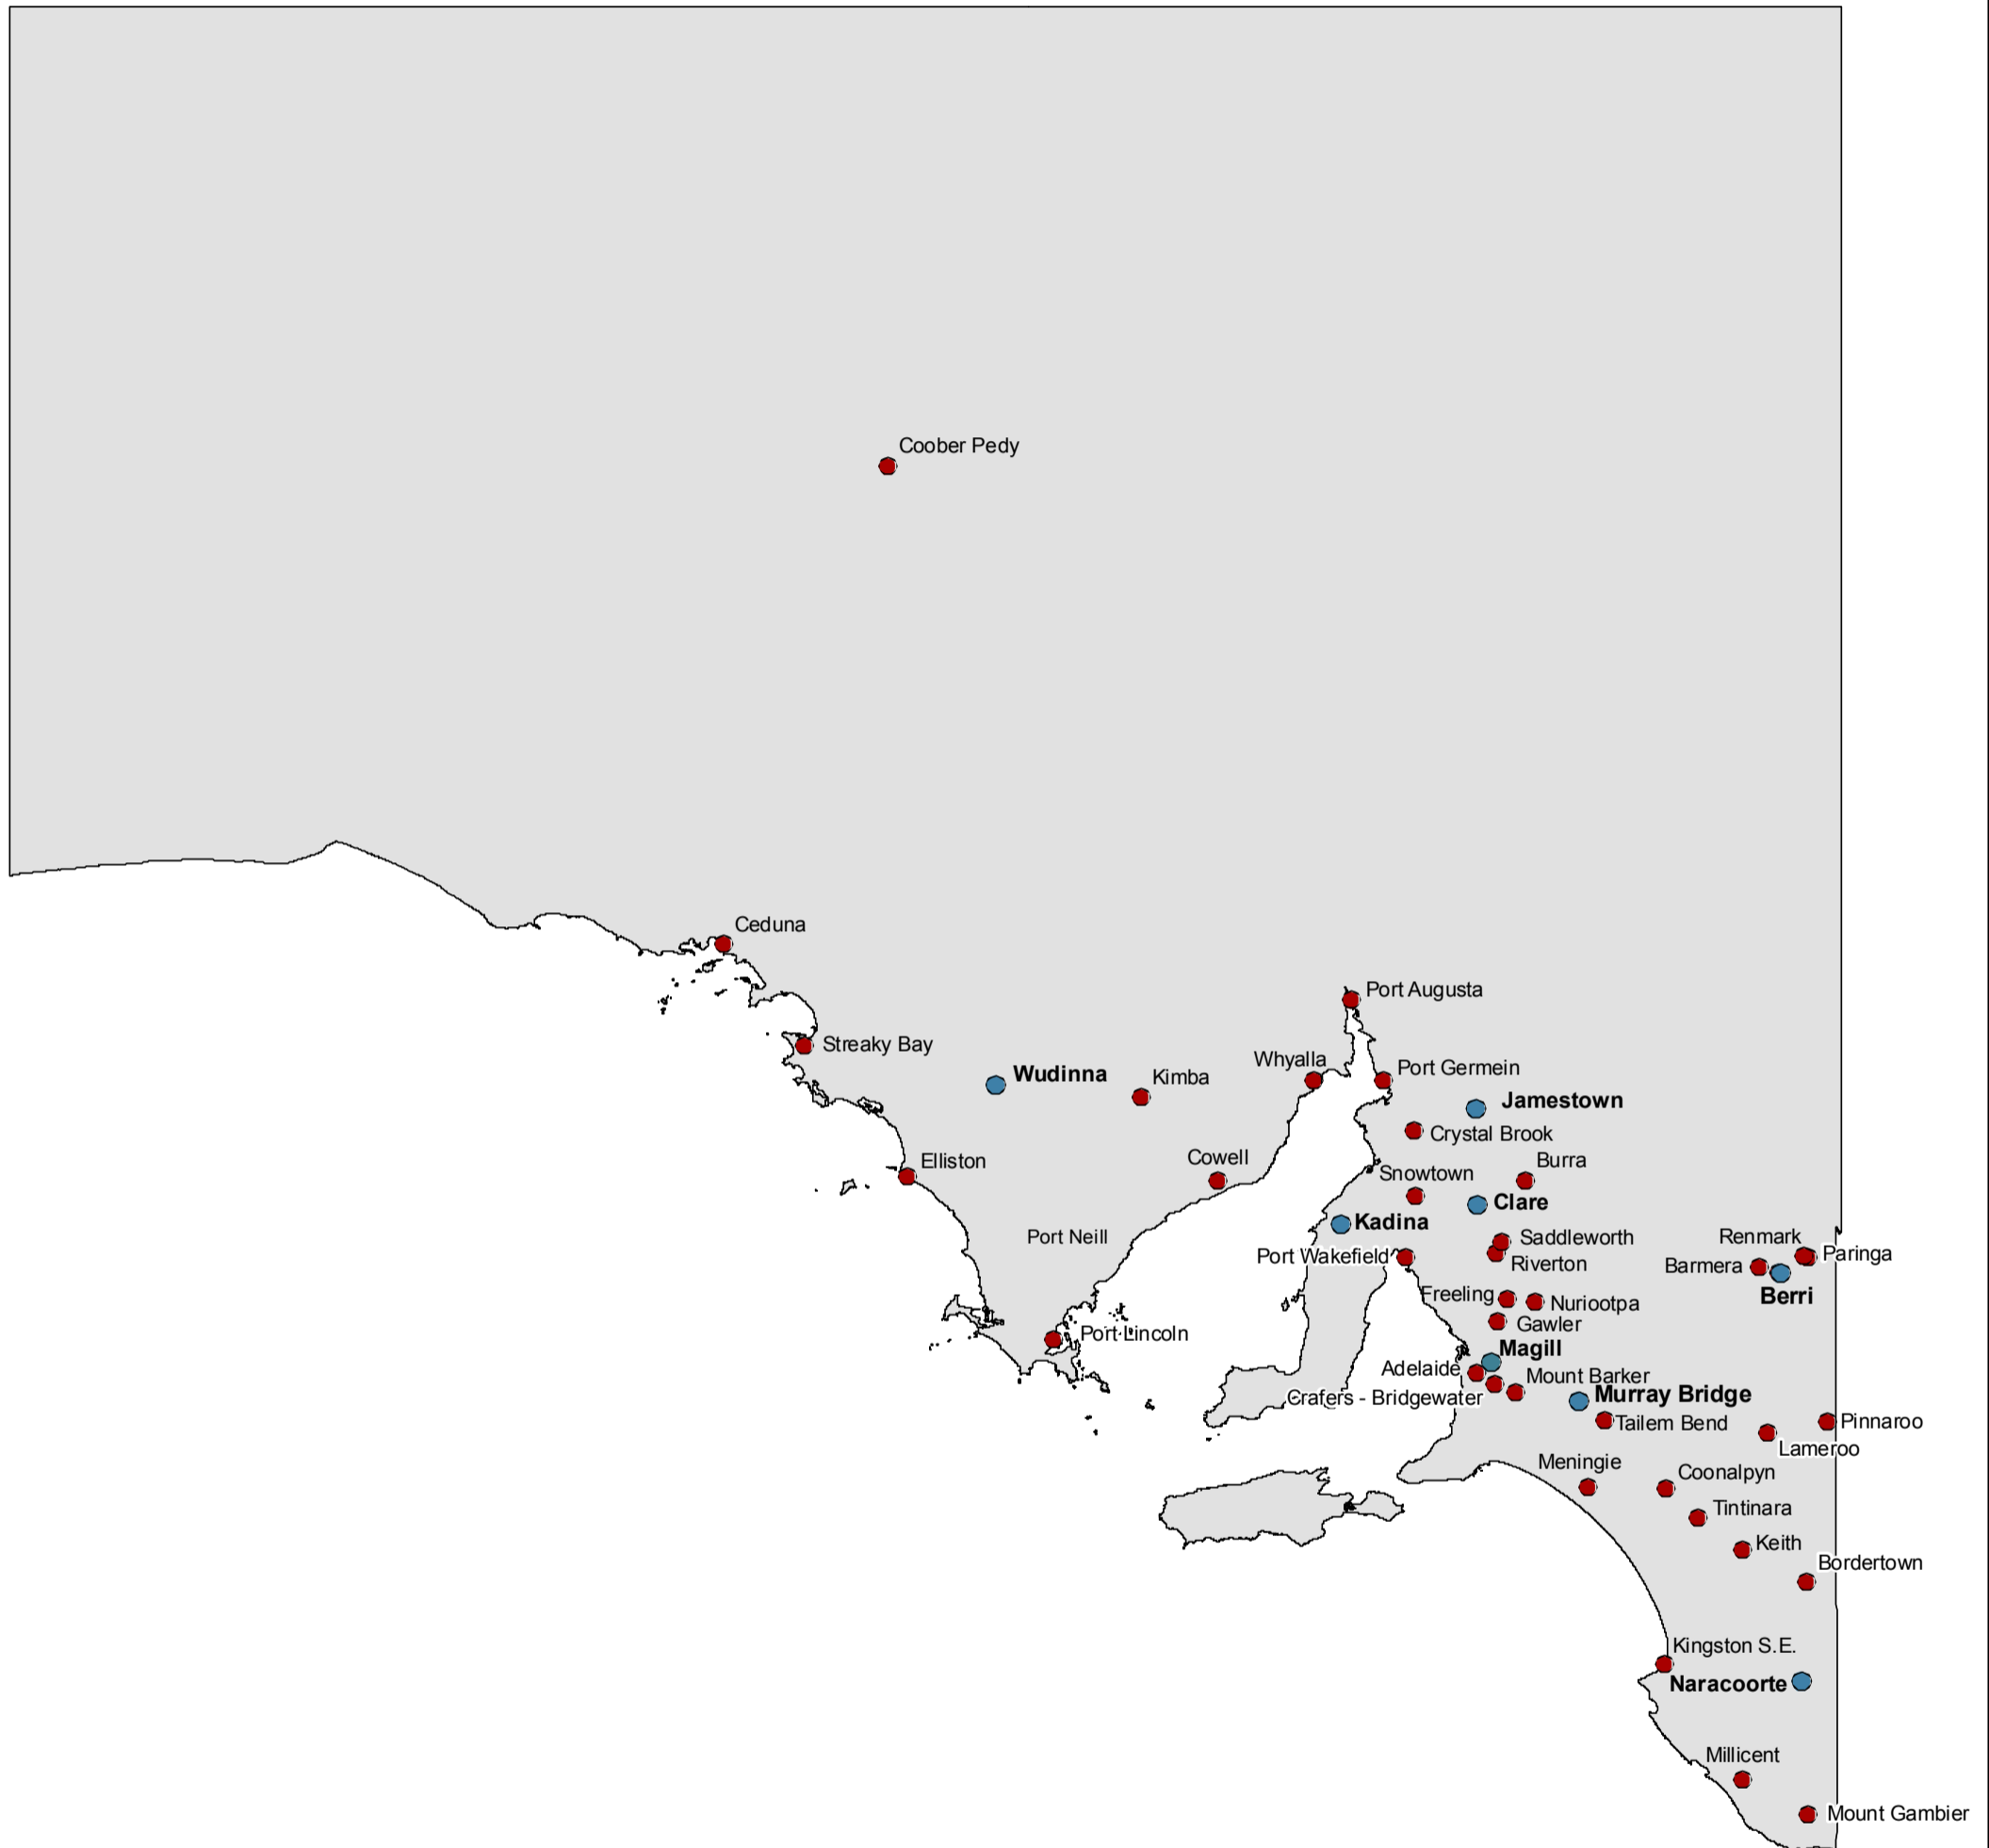 Coober Pedy
Ceduna
Port Augusta
Streaky Bay
Whyalla
Port Germein
Wudinna
Kimba
Jamestown
Crystal Brook
Elliston
Cowell
Burra
Snowtown
Clare
Kadina
Port Neill
Saddleworth
Renmark
Port Wakefield
Paringa
Riverton
Barmera
Berri
Freeling
Nuriootpa
Gawler
Port Lincoln
Magill
Adelaide
Mount Barker
Murray Bridge
Crafers - Bridgewater
Tailem Bend
Pinnaroo
Lameroo
Meningie
Coonalpyn
Tintinara
Keith
Bordertown
Kingston S.E.
Naracoorte
Millicent
Mount Gambier